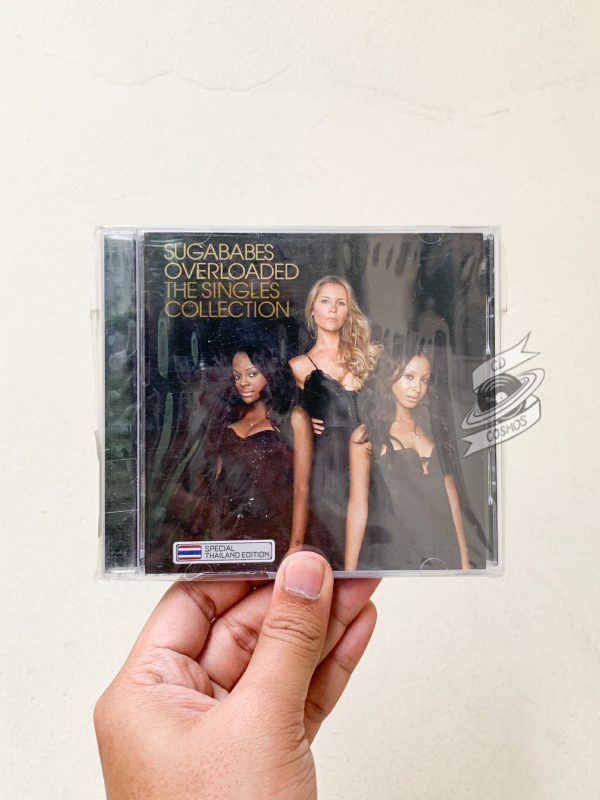 SUGABABES
OVERLOADED
THE SINGLES
COLLECTION
CD
COSMOS
SPECIAL
THAILAND EDITION